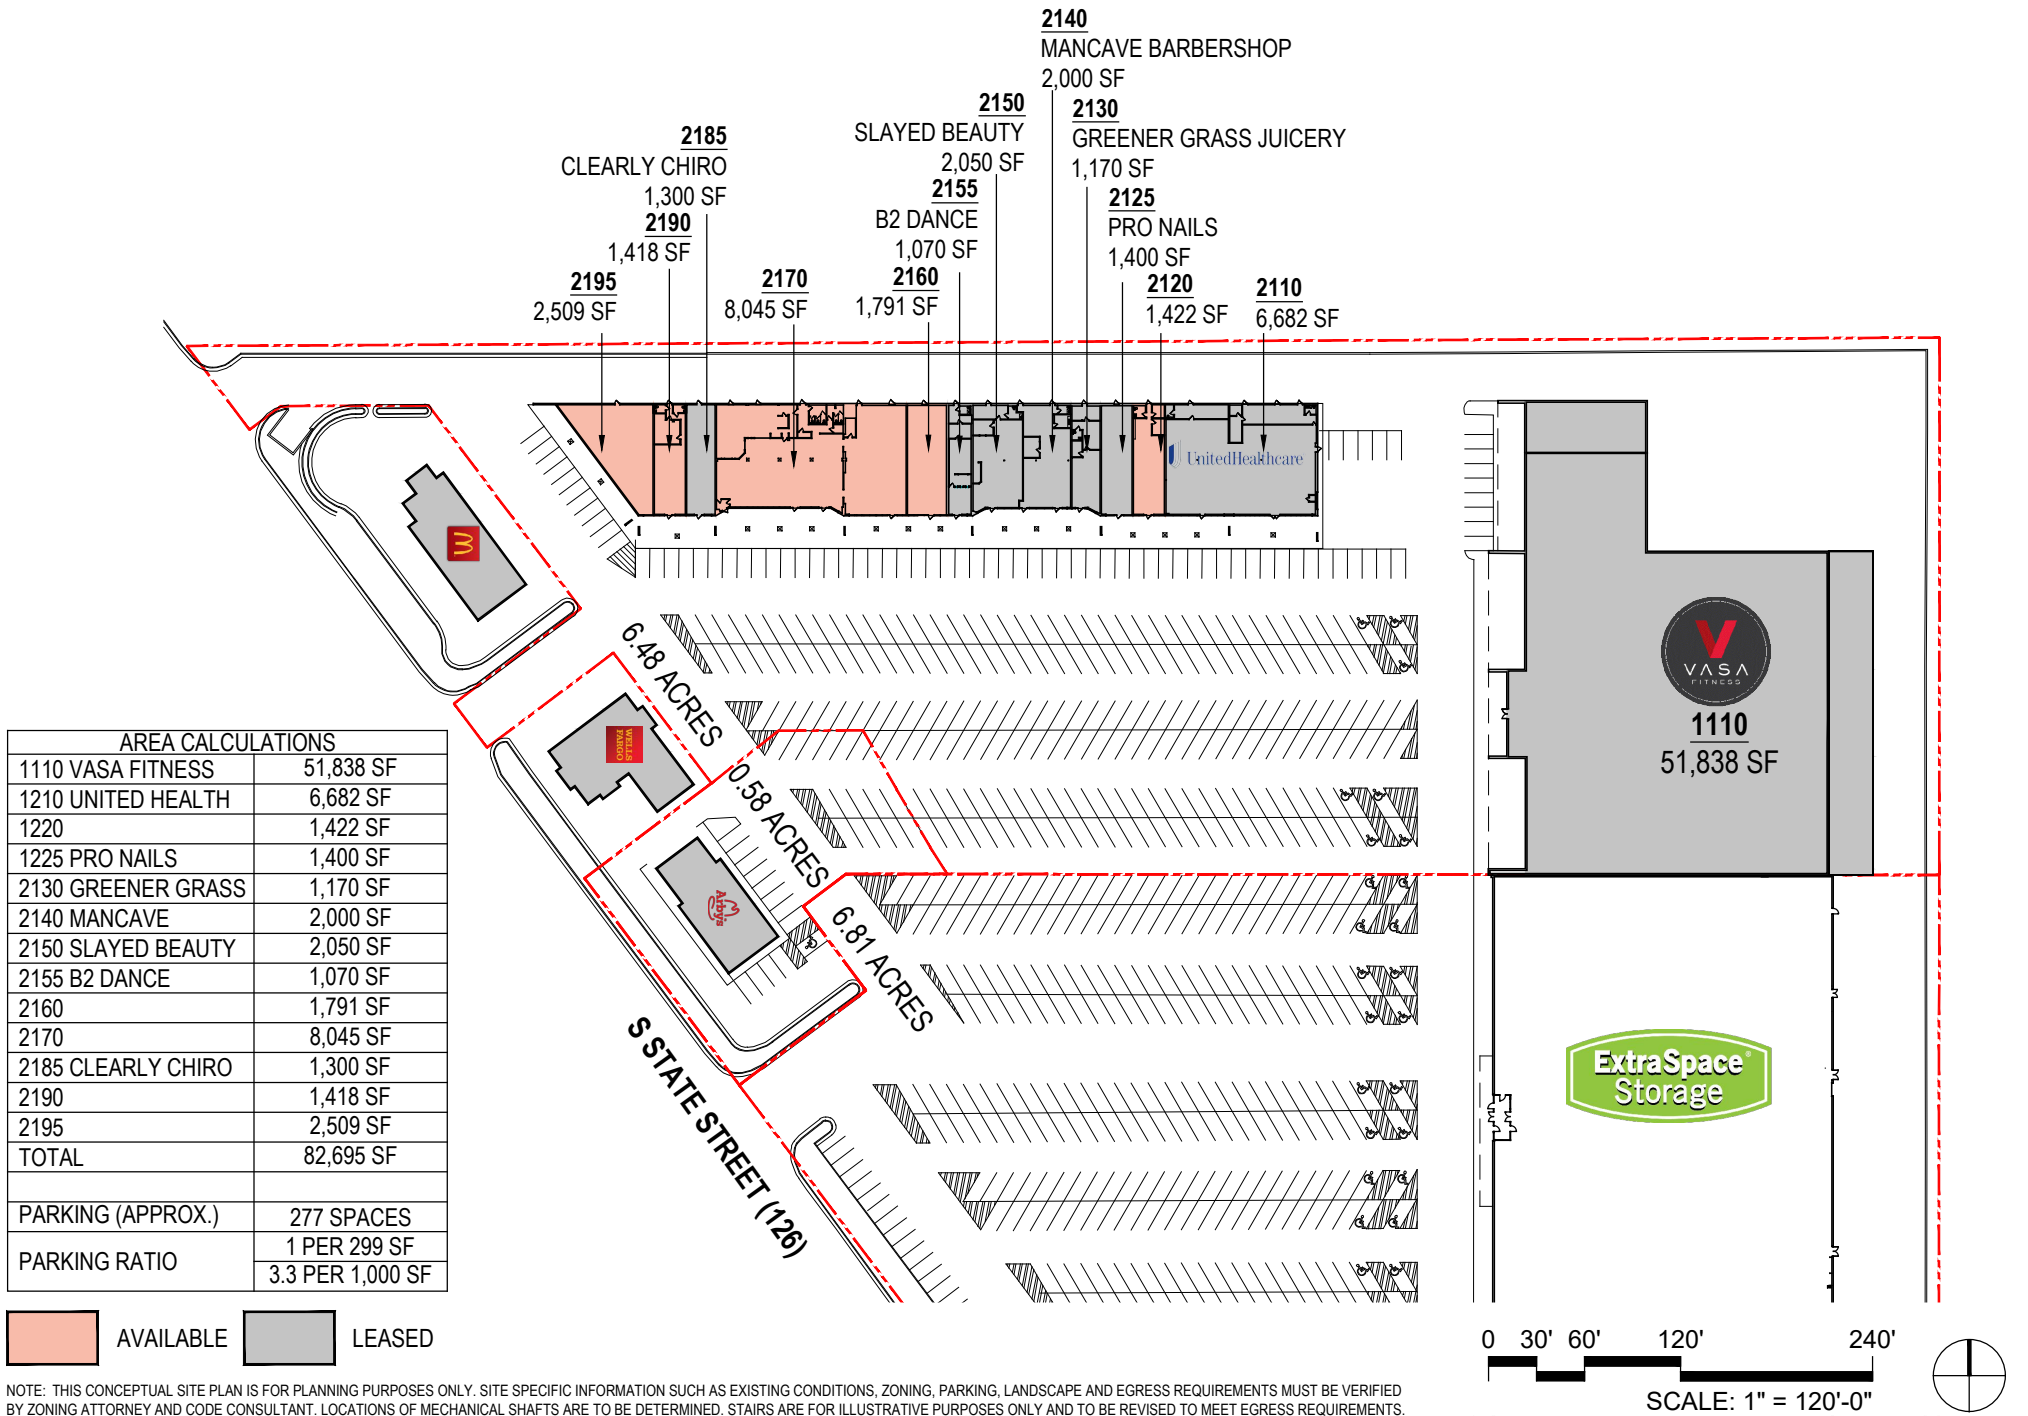 2140
MANCAVE BARBERSHOP
2,000 SF
2150
SLAYED BEAUTY
2,050 SF
2130
GREENER GRASS JUICERY
1,170 SF
2185
CLEARLY CHIRO
1,300 SF
2155
B2 DANCE
1,070 SF
2125
PRO NAILS
1,400 SF
2190
1,418 SF
2195
2,509 SF
2170
8,045 SF
2160
1,791 SF
2120
1,422 SF
2110
6,682 SF
UnitedHealthcare
VASA
FITNESS
1110
51,838 SF
6.48 ACRES
WELLS
FARGO
0.58 ACRES
Arby's
6.81 ACRES
S STATE STREET (126)
ExtraSpace
Storage
AREA CALCULATIONS
1110 VASA FITNESS 51,838 SF
1210 UNITED HEALTH 6,682 SF
1220 1,422 SF
1225 PRO NAILS 1,400 SF
2130 GREENER GRASS 1,170 SF
2140 MANCAVE 2,000 SF
2150 SLAYED BEAUTY 2,050 SF
2155 B2 DANCE 1,070 SF
2160 1,791 SF
2170 8,045 SF
2185 CLEARLY CHIRO 1,300 SF
2190 1,418 SF
2195 2,509 SF
TOTAL 82,695 SF
PARKING (APPROX.) 277 SPACES
PARKING RATIO 1 PER 299 SF
3.3 PER 1,000 SF
AVAILABLE LEASED
0 30' 60' 120' 240'
SCALE: 1" = 120'-0"
NOTE: THIS CONCEPTUAL SITE PLAN IS FOR PLANNING PURPOSES ONLY. SITE SPECIFIC INFORMATION SUCH AS EXISTING CONDITIONS, ZONING, PARKING, LANDSCAPE AND EGRESS REQUIREMENTS MUST BE VERIFIED
BY ZONING ATTORNEY AND CODE CONSULTANT. LOCATIONS OF MECHANICAL SHAFTS ARE TO BE DETERMINED. STAIRS ARE FOR ILLUSTRATIVE PURPOSES ONLY AND TO BE REVISED TO MEET EGRESS REQUIREMENTS.